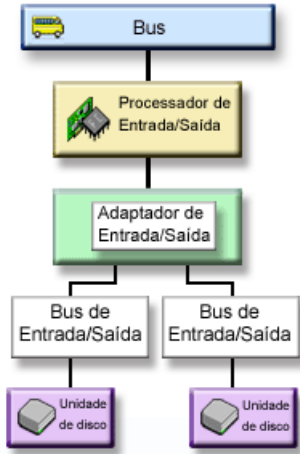 Bus
Processador de
Entrada/Saída
Adaptador de
Entrada/Saída
Bus de
Entrada/Saída
Bus de
Entrada/Saída
Unidade
de disco
Unidade
de disco